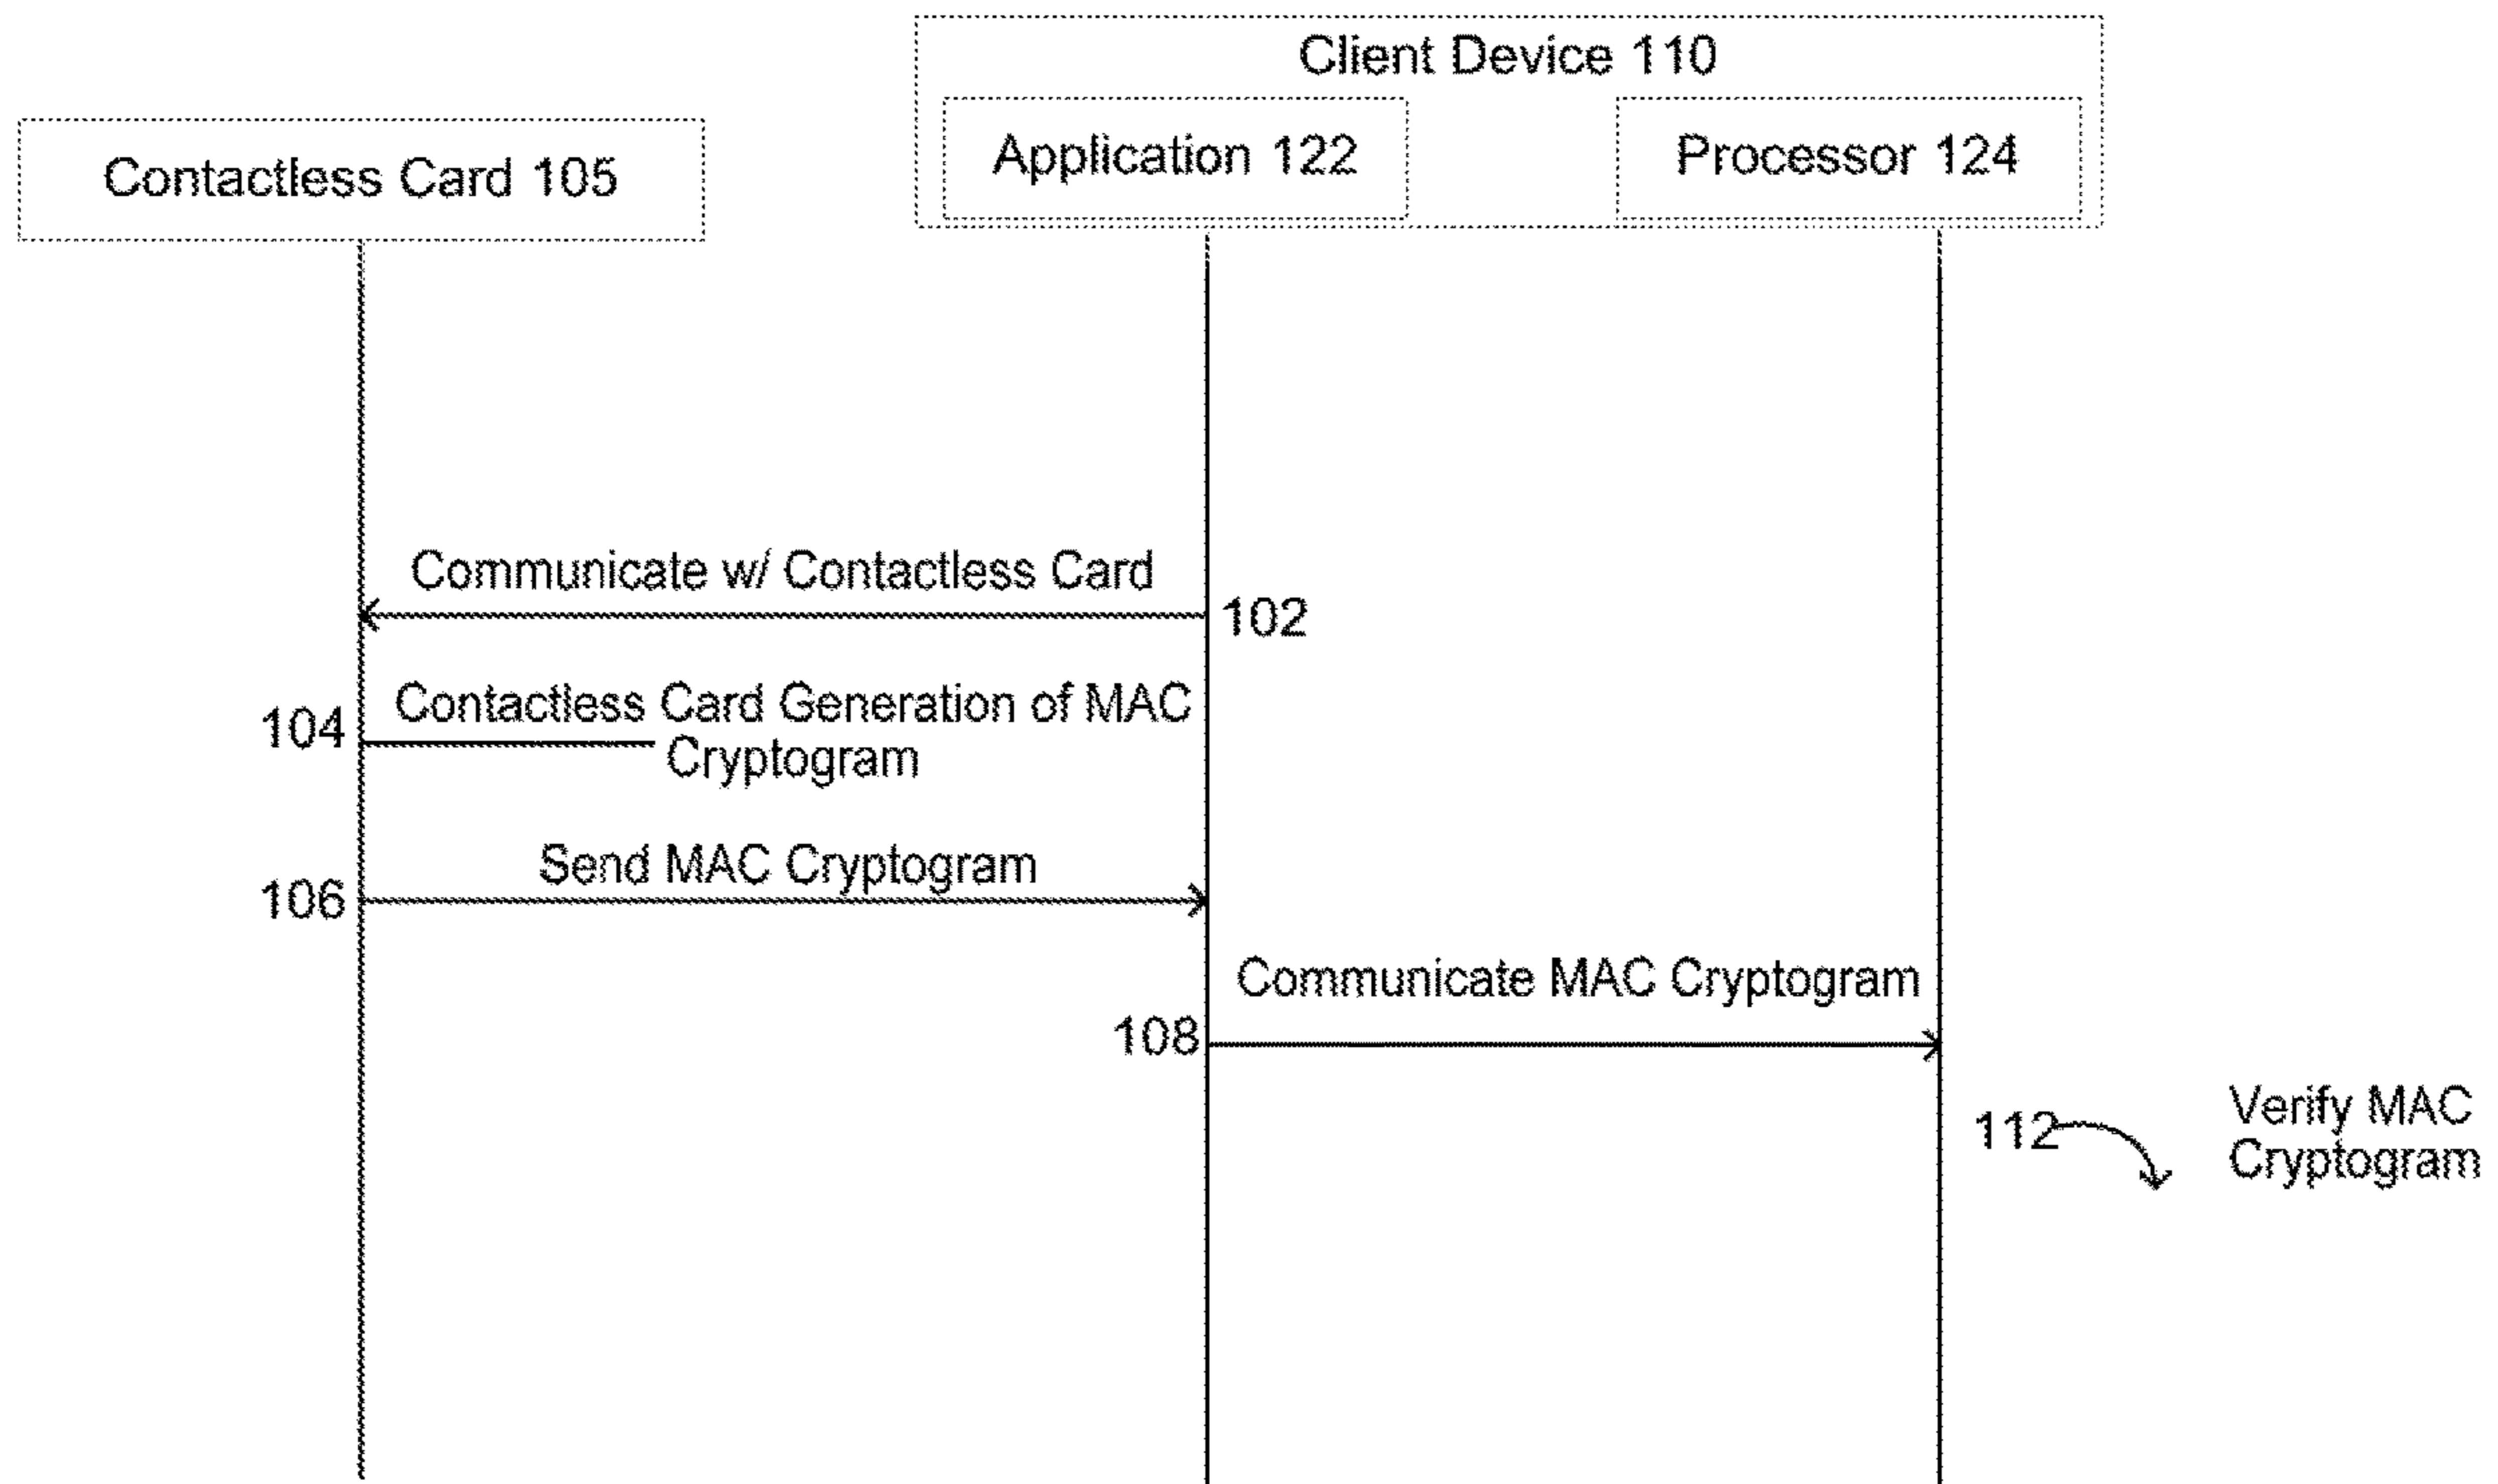 Client Device 110
Contactless Card 105
Application 122
Processor 124
Communicate w/ Contactless Card
102
104
Contactless Card Generation of MAC
Cryptogram
Send MAC Cryptogram
106
Communicate MAC Cryptogram
108
112
Verify MAC
Cryptogram